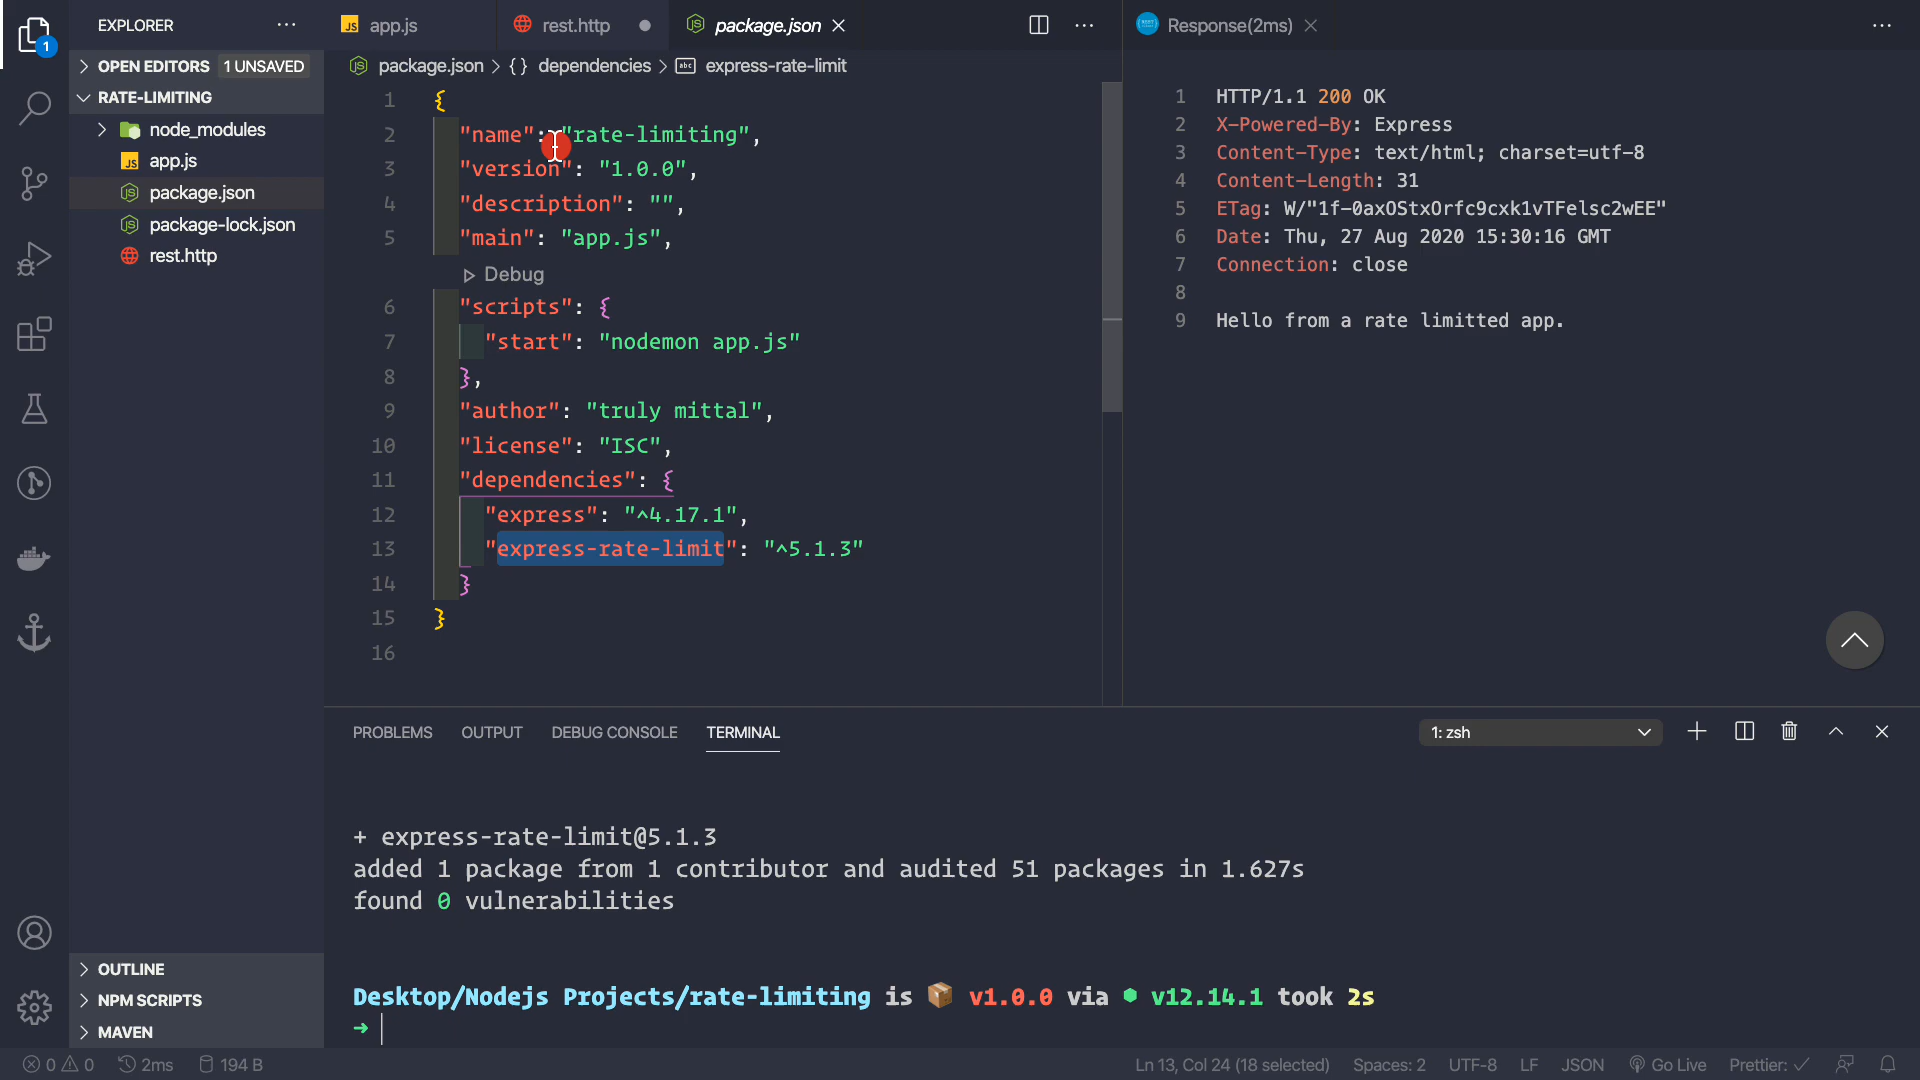 EXPLORER
OPEN EDITORS 1 UNSAVED
RATE-LIMITING
node_modules
app.js
package.json
package-lock.json
rest.http
OUTLINE
NPM SCRIPTS
MAVEN
1
app.js
rest.http
package.json
package.json > {} dependencies > abc express-rate-limit
1 {
2 "name": "rate-limiting",
3 "version": "1.0.0",
4 "description": "",
5 "main": "app.js",
Debug
6 "scripts": {
7 "start": "nodemon app.js"
8 },
9 "author": "truly mittal",
10 "license": "ISC",
11 "dependencies": {
12 "express": "^4.17.1",
13 "express-rate-limit": "^5.1.3"
14 }
15 }
16
Response(2ms)
1 HTTP/1.1 200 OK
2 X-Powered-By: Express
3 Content-Type: text/html; charset=utf-8
4 Content-Length: 31
5 ETag: W/"1f-0axOStxOrfc9cxk1vTFelsc2wEE"
6 Date: Thu, 27 Aug 2020 15:30:16 GMT
7 Connection: close
8
9 Hello from a rate limitted app.
PROBLEMS OUTPUT DEBUG CONSOLE TERMINAL
1: zsh
+ express-rate-limit@5.1.3
added 1 package from 1 contributor and audited 51 packages in 1.627s
found 0 vulnerabilities
Desktop/Nodejs Projects/rate-limiting is 📦 v1.0.0 via ⬢ v12.14.1 took 2s
➜
0 0 2ms 194 B
Ln 13, Col 24 (18 selected) Spaces: 2 UTF-8 LF JSON Go Live Prettier: ✓